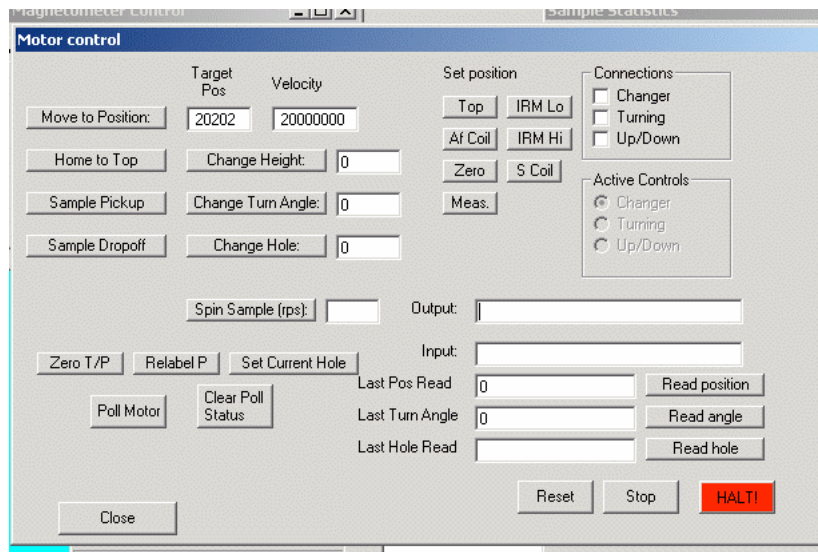 Magnetometer Control
Sample Statistics
Motor control
Target
Pos
Velocity
Set position
Connections
Move to Position:
20202
20000000
Top
IRM Lo
Changer
Turning
Af Coil
IRM Hi
Up/Down
Home to Top
Change Height:
0
Zero
S Coil
Active Controls
Sample Pickup
Change Turn Angle:
0
Meas.
Changer
Turning
Sample Dropoff
Change Hole:
0
Up/Down
Spin Sample (rps):
Output:
Input:
Zero T/P
Relabel P
Set Current Hole
Last Pos Read
0
Read position
Poll Motor
Clear Poll
Status
Last Turn Angle
0
Read angle
Last Hole Read
Read hole
Reset
Stop
HALT!
Close